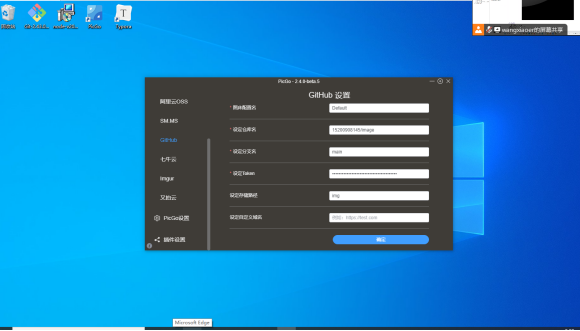 PicGo
Typora
wangxiaoer的屏幕共享
PicGo - 2.4.0-beta.5
GitHub 设置
阿里云OSS
SM.MS
GitHub
七牛云
Imgur
又拍云
PicGo设置
插件设置
* 图床配置名
Default
* 设定仓库名
* 设定分支名
main
* 设定Token
设定存储路径
img
设定自定义域名
例如：https://test.com
确定
Microsoft Edge